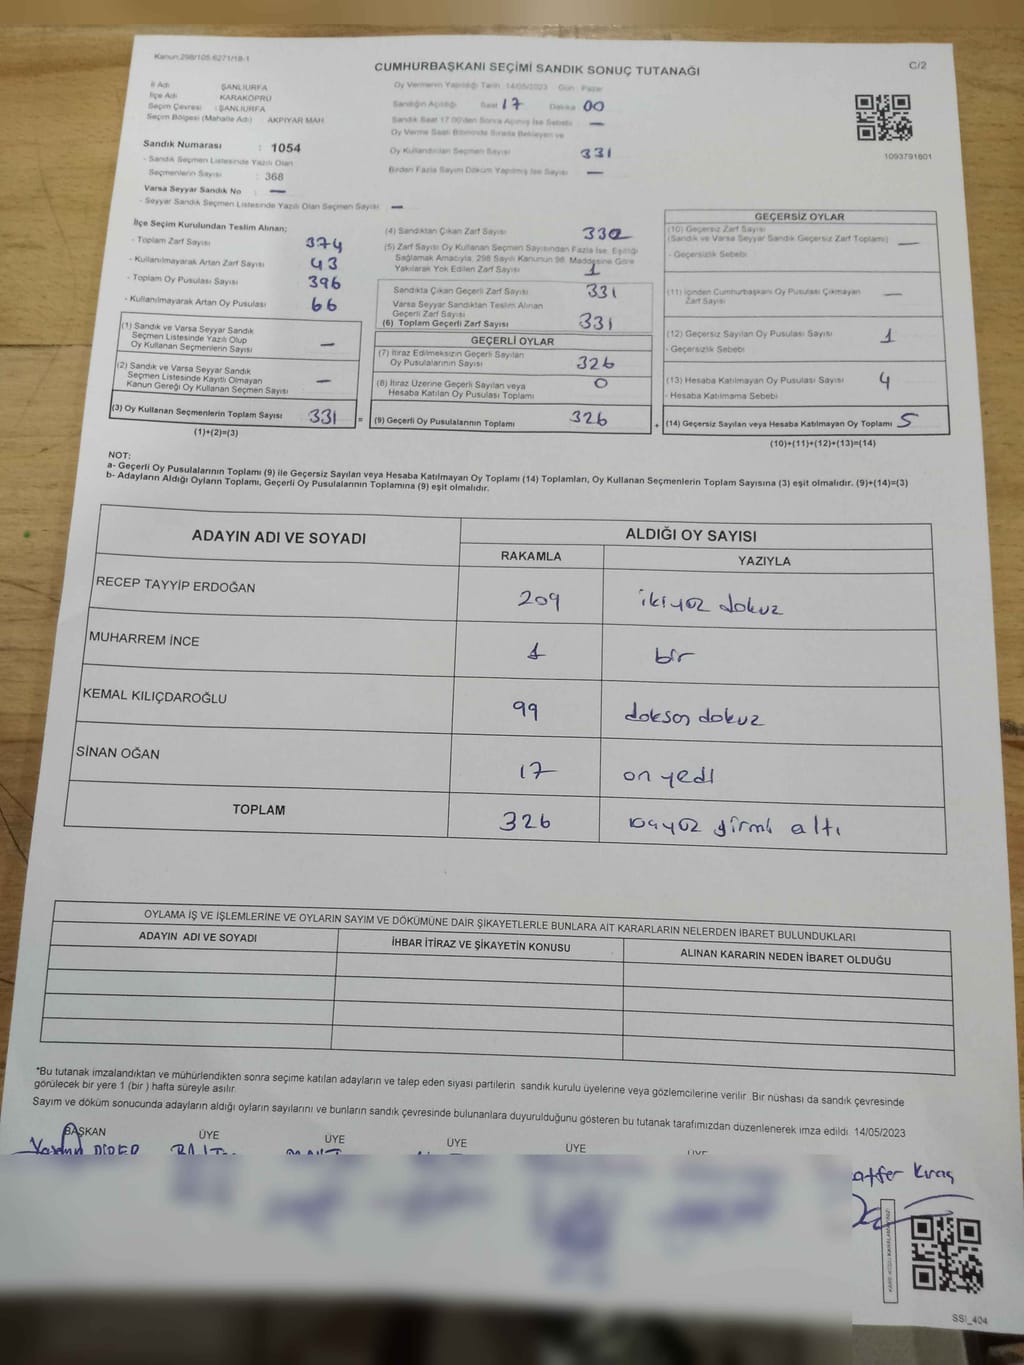 Kanun:298/105.6271/18-1
CUMHURBAŞKANI SEÇİMİ SANDIK SONUÇ TUTANAĞI
C/2
İl Adı : ŞANLIURFA
İlçe Adı : KARAKÖPRÜ
Seçim Çevresi : ŞANLIURFA
Seçim Bölgesi (Mahalle Adı) : AKPIYAR MAH
Sandık Numarası : 1054
- Sandık Seçmen Listesinde Yazılı Olan
Seçmenlerin Sayısı : 368
Varsa Seyyar Sandık No : —
- Seyyar Sandık Seçmen Listesinde Yazılı Olan Seçmen Sayısı : —
Oy Vermenin Yapıldığı Tarih : 14/05/2023 Gün : Pazar
Sandığın Açıldığı Saat 17 Dakika 00
Sandık Saat 17.00'den Sonra Açılmış İse Sebebi —
Oy Verme Saati Bitiminde Sırada Bekleyen ve
Oy Kullandırılan Seçmen Sayısı 331
Birden Fazla Sayım Döküm Yapılmış İse Sayısı —
1093791801
İlçe Seçim Kurulundan Teslim Alınan;
- Toplam Zarf Sayısı 374
- Kullanılmayarak Artan Zarf Sayısı 43
- Toplam Oy Pusulası Sayısı 396
- Kullanılmayarak Artan Oy Pusulası 66
(1) Sandık ve Varsa Seyyar Sandık
Seçmen Listesinde Yazılı Olup
Oy Kullanan Seçmenlerin Sayısı —
(2) Sandık ve Varsa Seyyar Sandık
Seçmen Listesinde Kayıtlı Olmayan
Kanun Gereği Oy Kullanan Seçmen Sayısı —
(3) Oy Kullanan Seçmenlerin Toplam Sayısı 331 =
(1)+(2)=(3)
(4) Sandıktan Çıkan Zarf Sayısı 332
(5) Zarf Sayısı Oy Kullanan Seçmen Sayısından Fazla İse, Eşitliği
Sağlamak Amacıyla, 298 Sayılı Kanunun 98. Maddesine Göre
Yakılarak Yok Edilen Zarf Sayısı 1
Sandıkta Çıkan Geçerli Zarf Sayısı 331
Varsa Seyyar Sandıktan Teslim Alınan
Geçerli Zarf Sayısı
(6) Toplam Geçerli Zarf Sayısı 331
GEÇERLİ OYLAR
(7) İtiraz Edilmeksizin Geçerli Sayılan
Oy Pusulalarının Sayısı 326
(8) İtiraz Üzerine Geçerli Sayılan veya
Hesaba Katılan Oy Pusulası Toplamı 0
(9) Geçerli Oy Pusulalarının Toplamı 326 +
GEÇERSİZ OYLAR
(10) Geçersiz Zarf Sayısı
(Sandık ve Varsa Seyyar Sandık Geçersiz Zarf Toplamı) —
- Geçersizlik Sebebi
(11) İçinden Cumhurbaşkanı Oy Pusulası Çıkmayan
Zarf Sayısı —
(12) Geçersiz Sayılan Oy Pusulası Sayısı 1
- Geçersizlik Sebebi
(13) Hesaba Katılmayan Oy Pusulası Sayısı 4
- Hesaba Katılmama Sebebi
(14) Geçersiz Sayılan veya Hesaba Katılmayan Oy Toplamı 5
(10)+(11)+(12)+(13)=(14)
NOT:
a- Geçerli Oy Pusulalarının Toplamı (9) ile Geçersiz Sayılan veya Hesaba Katılmayan Oy Toplamı (14) Toplamları, Oy Kullanan Seçmenlerin Toplam Sayısına (3) eşit olmalıdır. (9)+(14)=(3)
b- Adayların Aldığı Oyların Toplamı, Geçerli Oy Pusulalarının Toplamına (9) eşit olmalıdır.
ADAYIN ADI VE SOYADI
ALDIĞI OY SAYISI
RAKAMLA YAZIYLA
RECEP TAYYİP ERDOĞAN 209 ikiyüz dokuz
MUHARREM İNCE 1 bir
KEMAL KILIÇDAROĞLU 99 doksan dokuz
SİNAN OĞAN 17 on yedi
TOPLAM 326 üçyüz yirmi altı
OYLAMA İŞ VE İŞLEMLERİNE VE OYLARIN SAYIM VE DÖKÜMÜNE DAİR ŞİKAYETLERLE BUNLARA AİT KARARLARIN NELERDEN İBARET BULUNDUKLARI
ADAYIN ADI VE SOYADI İHBAR İTİRAZ VE ŞİKAYETİN KONUSU ALINAN KARARIN NEDEN İBARET OLDUĞU
*Bu tutanak imzalandıktan ve mühürlendikten sonra seçime katılan adayların ve talep eden siyasi partilerin sandık kurulu üyelerine veya gözlemcilerine verilir. Bir nüshası da sandık çevresinde
görülecek bir yere 1 (bir ) hafta süreyle asılır.
Sayım ve döküm sonucunda adayların aldığı oyların sayılarını ve bunların sandık çevresinde bulunanlara duyurulduğunu gösteren bu tutanak tarafımızdan düzenlenerek imza edildi. 14/05/2023
BAŞKAN ÜYE ÜYE ÜYE ÜYE
Kıraç
SSI_404